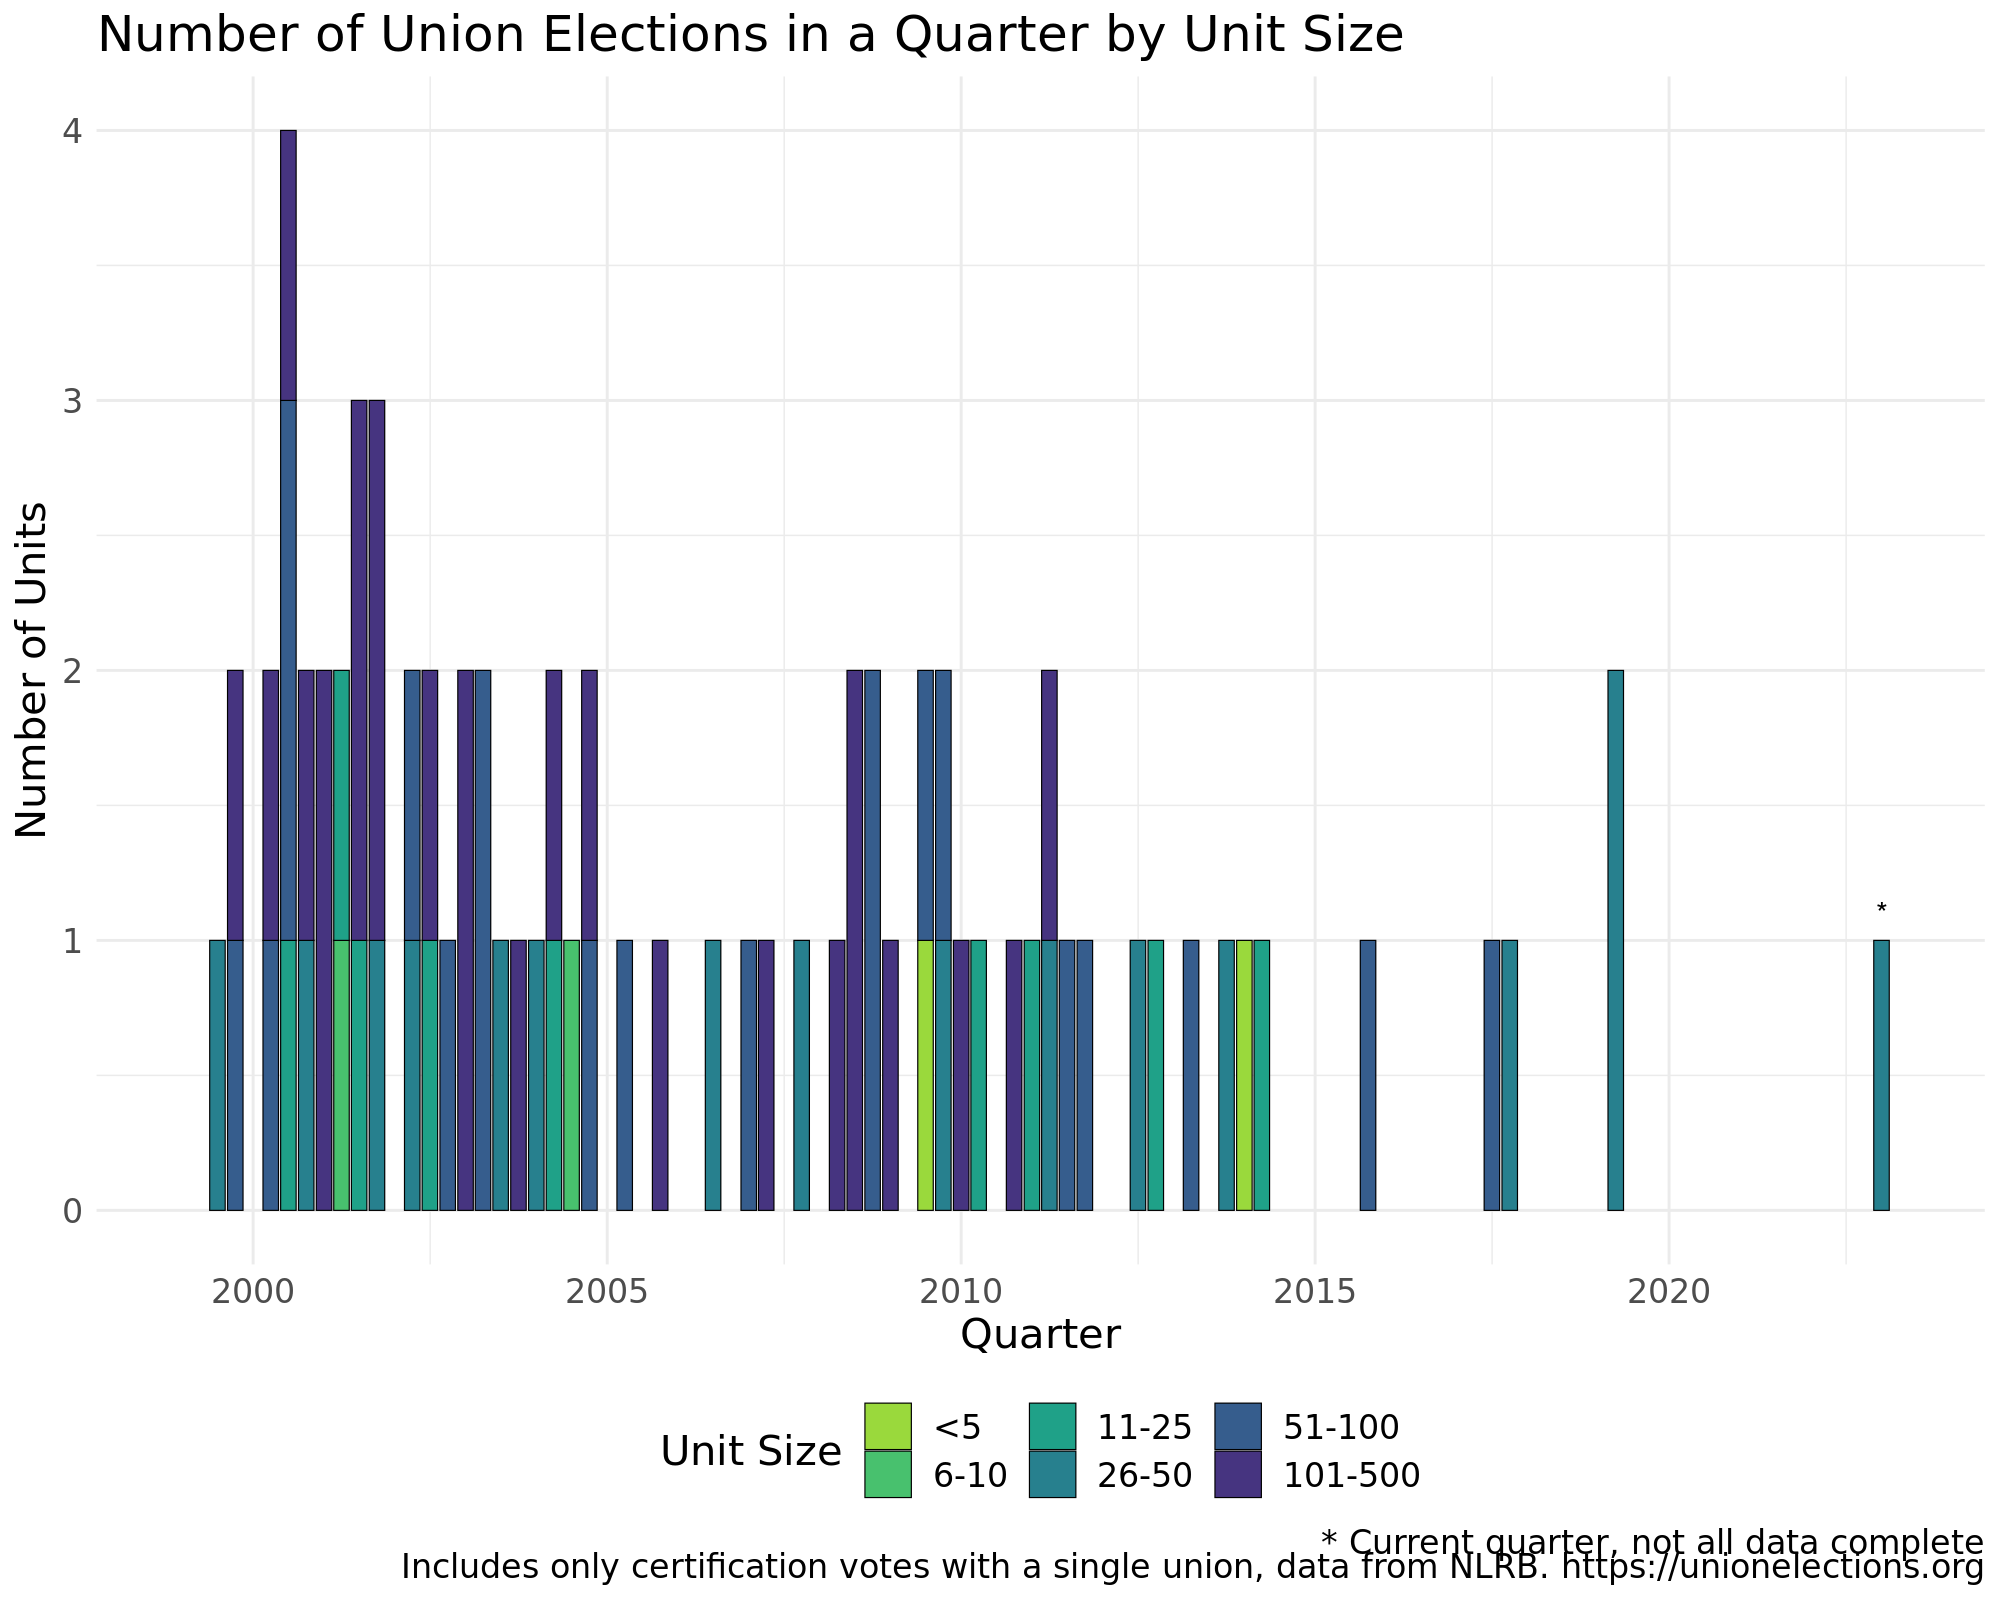 Number of Union Elections in a Quarter by Unit Size
Number of Units
4
3
2
1
0
*
2000 2005 2010 2015 2020
Quarter
Unit Size
<5 11-25 51-100
6-10 26-50 101-500
* Current quarter, not all data complete
Includes only certification votes with a single union, data from NLRB. https://unionelections.org